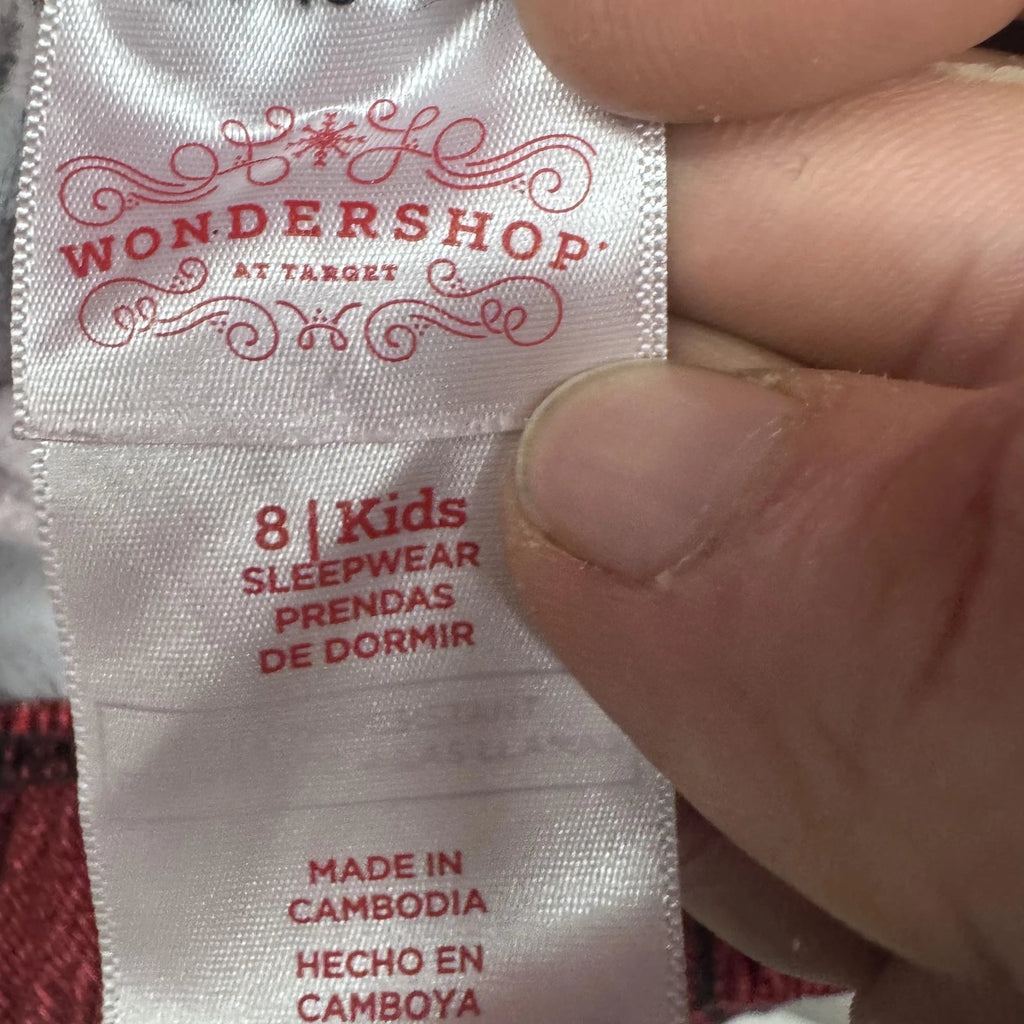 WONDERSHOP
AT TARGET
8 | Kids
SLEEPWEAR
PRENDAS
DE DORMIR
MADE IN
CAMBODIA
HECHO EN
CAMBOYA